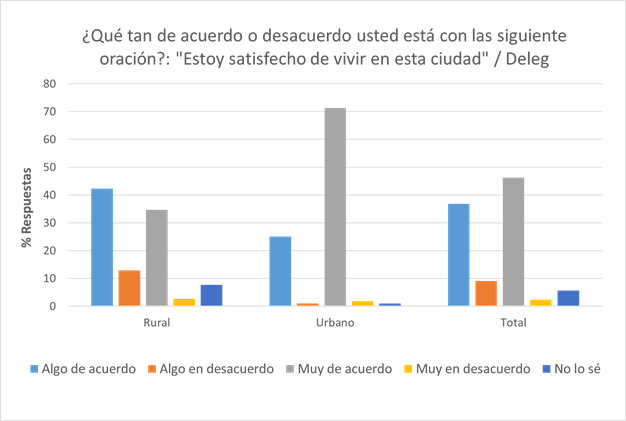 ¿Qué tan de acuerdo o desacuerdo usted está con las siguiente
oración?: "Estoy satisfecho de vivir en esta ciudad" / Deleg
80
70
60
50
40
30
20
10
0
% Respuestas
Rural Urbano Total
Algo de acuerdo Algo en desacuerdo Muy de acuerdo Muy en desacuerdo No lo sé